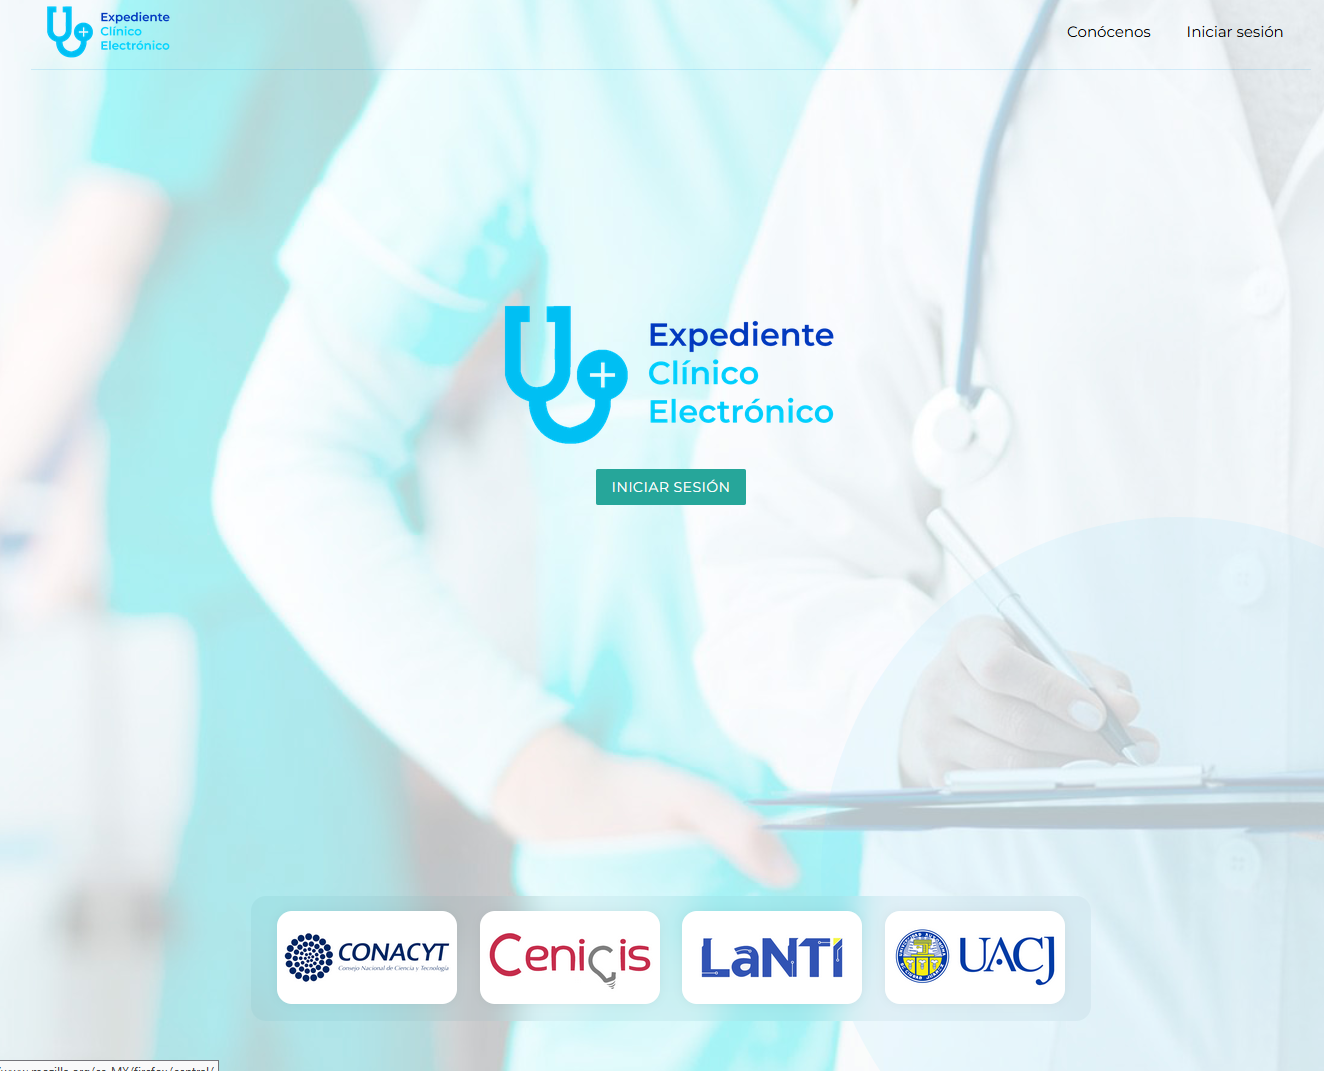 Expediente
Clínico
Electrónico
Conócenos
Iniciar sesión
Expediente
Clínico
Electrónico
INICIAR SESIÓN
CONACYT
Consejo Nacional de Ciencia y Tecnología
Cenicis
LaNTi
UACJ
www.mozilla.org/es-MX/firefox/central/